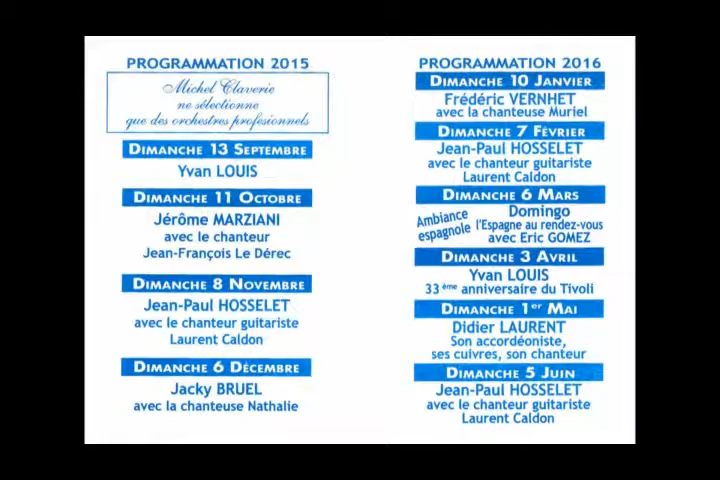 PROGRAMMATION 2015
Michel Claverie
ne sélectionne
que des orchestres profesionnels
DIMANCHE 13 SEPTEMBRE
Yvan LOUIS
DIMANCHE 11 OCTOBRE
Jérôme MARZIANI
avec le chanteur
Jean-François Le Dérec
DIMANCHE 8 NOVEMBRE
Jean-Paul HOSSELET
avec le chanteur guitariste
Laurent Caldon
DIMANCHE 6 DÉCEMBRE
Jacky BRUEL
avec la chanteuse Nathalie
PROGRAMMATION 2016
DIMANCHE 10 JANVIER
Frédéric VERNHET
avec la chanteuse Muriel
DIMANCHE 7 FÉVRIER
Jean-Paul HOSSELET
avec le chanteur guitariste
Laurent Caldon
DIMANCHE 6 MARS
Ambiance
espagnole
Domingo
l'Espagne au rendez-vous
avec Eric GOMEZ
DIMANCHE 3 AVRIL
Yvan LOUIS
33 ème anniversaire du Tivoli
DIMANCHE 1er MAI
Didier LAURENT
Son accordéoniste,
ses cuivres, son chanteur
DIMANCHE 5 JUIN
Jean-Paul HOSSELET
avec le chanteur guitariste
Laurent Caldon